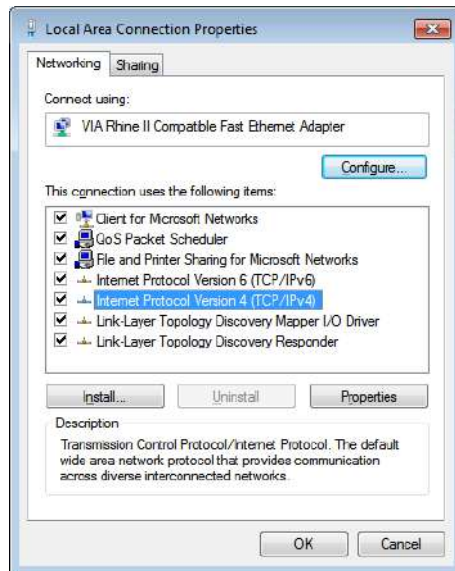 Local Area Connection Properties
Networking Sharing
Connect using:
VIA Rhine II Compatible Fast Ethernet Adapter
Configure...
This connection uses the following items:
Client for Microsoft Networks
QoS Packet Scheduler
File and Printer Sharing for Microsoft Networks
Internet Protocol Version 6 (TCP/IPv6)
Internet Protocol Version 4 (TCP/IPv4)
Link-Layer Topology Discovery Mapper I/O Driver
Link-Layer Topology Discovery Responder
Install... Uninstall Properties
Description
Transmission Control Protocol/Internet Protocol. The default
wide area network protocol that provides communication
across diverse interconnected networks.
OK Cancel